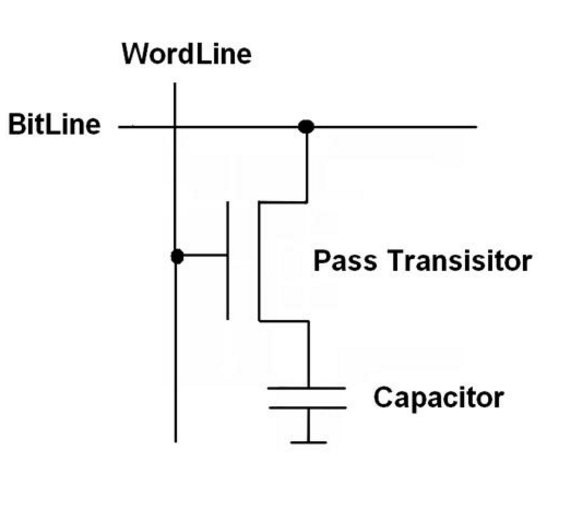 WordLine
BitLine
Pass Transisitor
Capacitor